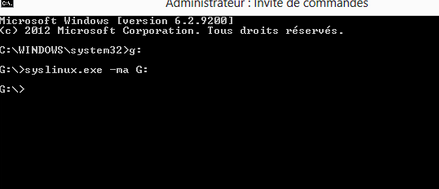 Administrateur : Invite de commandes
Microsoft Windows [version 6.2.9200]
(c) 2012 Microsoft Corporation. Tous droits réservés.
C:\WINDOWS\system32>g:
G:\>syslinux.exe -ma G:
G:\>